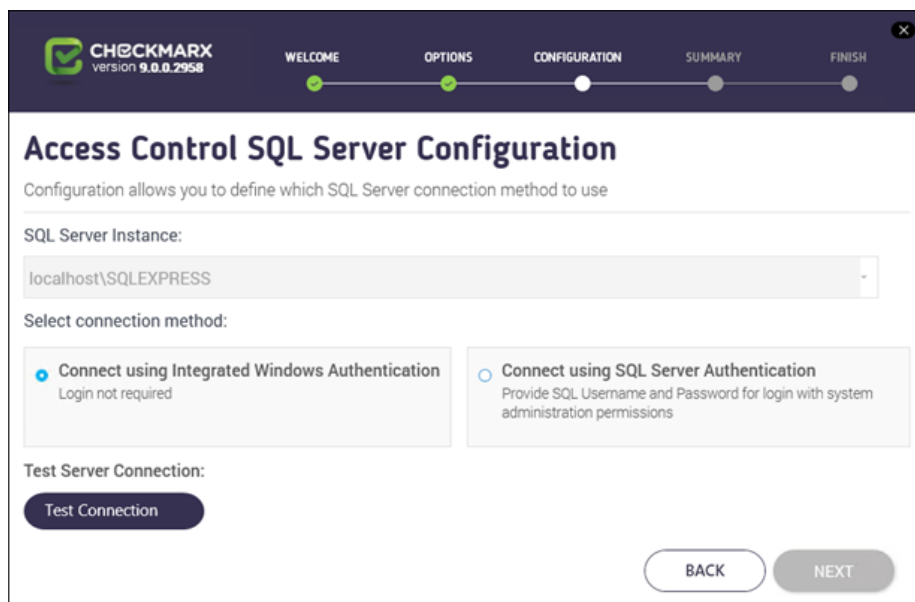 CHECKMARX
version 9.0.0.2958
WELCOME OPTIONS CONFIGURATION SUMMARY FINISH
Access Control SQL Server Configuration
Configuration allows you to define which SQL Server connection method to use
SQL Server Instance:
localhost\SQLEXPRESS
Select connection method:
Connect using Integrated Windows Authentication
Login not required
Connect using SQL Server Authentication
Provide SQL Username and Password for login with system
administration permissions
Test Server Connection:
Test Connection
BACK NEXT